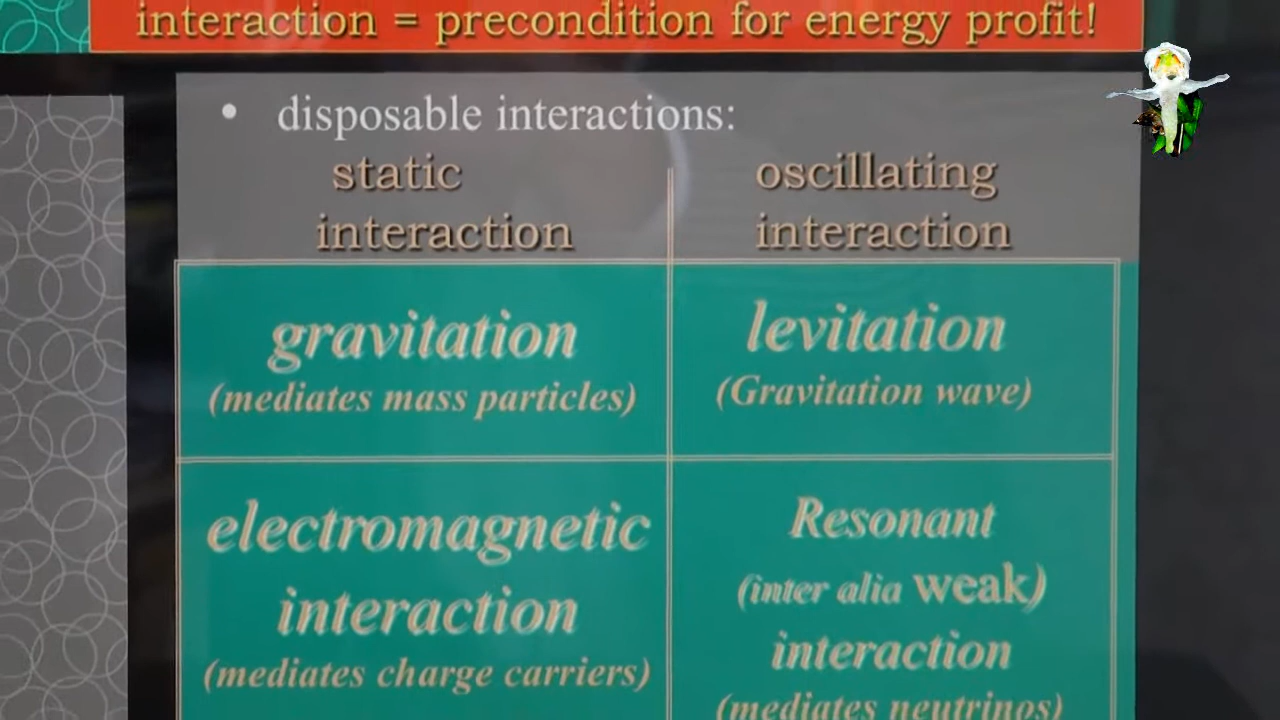 interaction = precondition for energy profit!
• disposable interactions:
static
interaction
oscillating
interaction
gravitation
(mediates mass particles)
levitation
(Gravitation wave)
electromagnetic
interaction
(mediates charge carriers)
Resonant
(inter alia weak)
interaction
(mediates neutrinos)